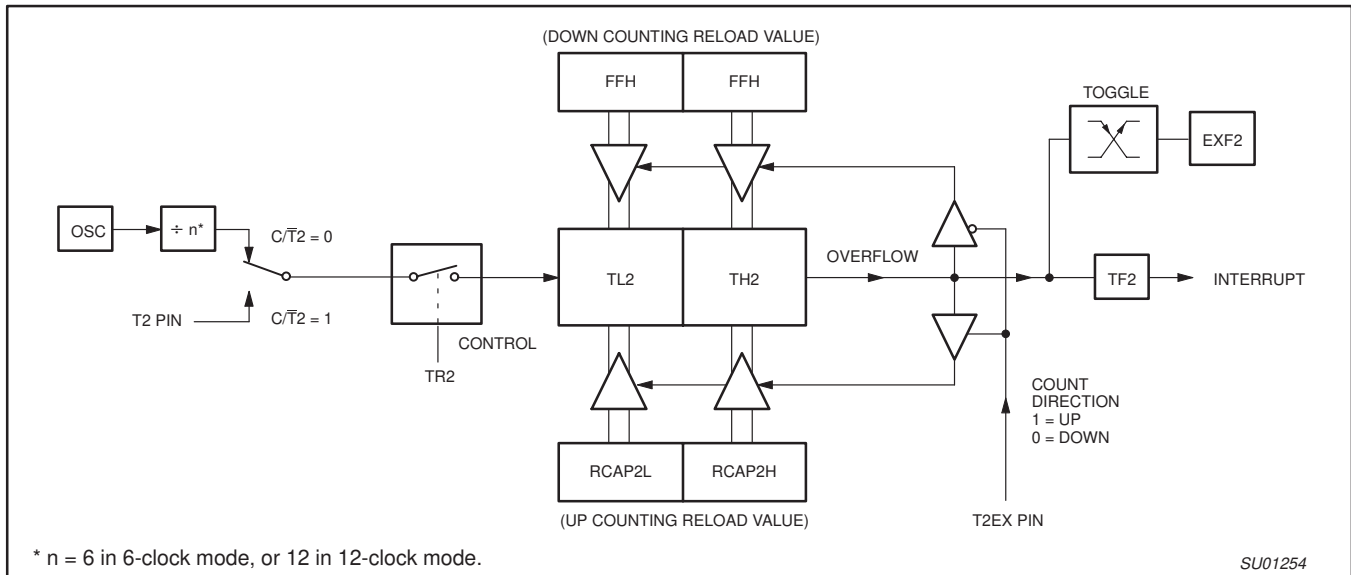 (DOWN COUNTING RELOAD VALUE)
FFH
FFH
TOGGLE
EXF2
OSC
÷ n*
C/T̅2 = 0
TL2
TH2
OVERFLOW
TF2
INTERRUPT
T2 PIN
C/T̅2 = 1
CONTROL
TR2
COUNT
DIRECTION
1 = UP
0 = DOWN
RCAP2L
RCAP2H
(UP COUNTING RELOAD VALUE)
T2EX PIN
* n = 6 in 6-clock mode, or 12 in 12-clock mode.
SU01254